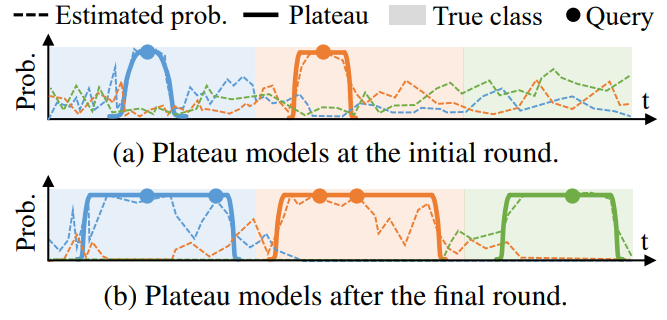 Estimated prob. Plateau True class Query
Prob. t
(a) Plateau models at the initial round.
Prob. t
(b) Plateau models after the final round.